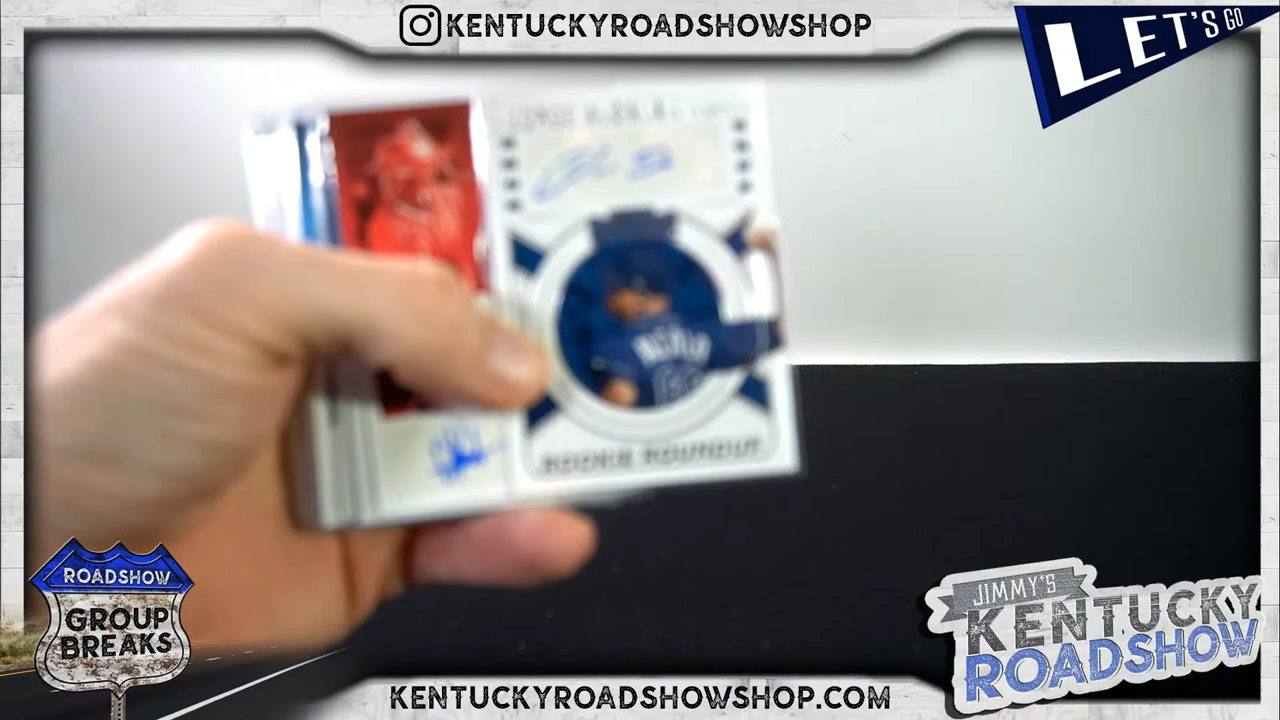 KENTUCKYROADSHOWSHOP
LET'S GO
ROOKIE ROUNDUP
ROADSHOW
GROUP
BREAKS
JIMMY'S
KENTUCKY
ROADSHOW
KENTUCKYROADSHOWSHOP.COM